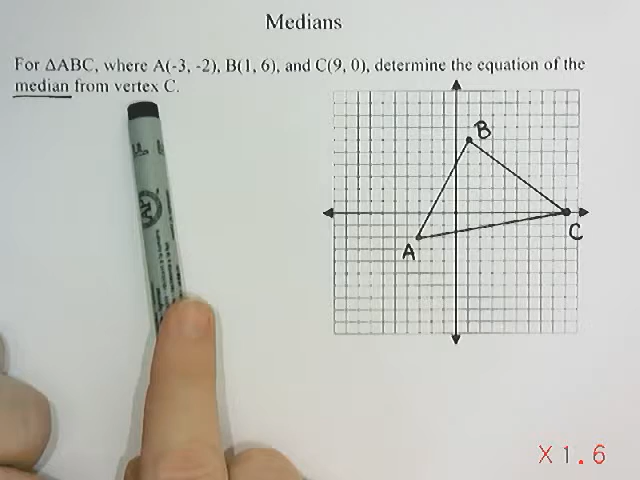 Medians
For ΔABC, where A(-3, -2), B(1, 6), and C(9, 0), determine the equation of the
median from vertex C.
B
C
A
X1.6